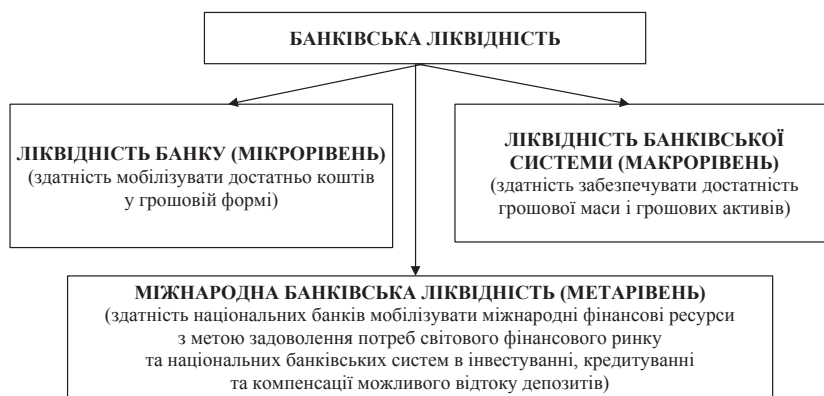 БАНКІВСЬКА ЛІКВІДНІСТЬ
ЛІКВІДНІСТЬ БАНКУ (МІКРОРІВЕНЬ)
(здатність мобілізувати достатньо коштів
у грошовій формі)
ЛІКВІДНІСТЬ БАНКІВСЬКОЇ
СИСТЕМИ (МАКРОРІВЕНЬ)
(здатність забезпечувати достатність
грошової маси і грошових активів)
МІЖНАРОДНА БАНКІВСЬКА ЛІКВІДНІСТЬ (МЕТАРІВЕНЬ)
(здатність національних банків мобілізувати міжнародні фінансові ресурси
з метою задоволення потреб світового фінансового ринку
та національних банківських систем в інвестуванні, кредитуванні
та компенсації можливого відтоку депозитів)